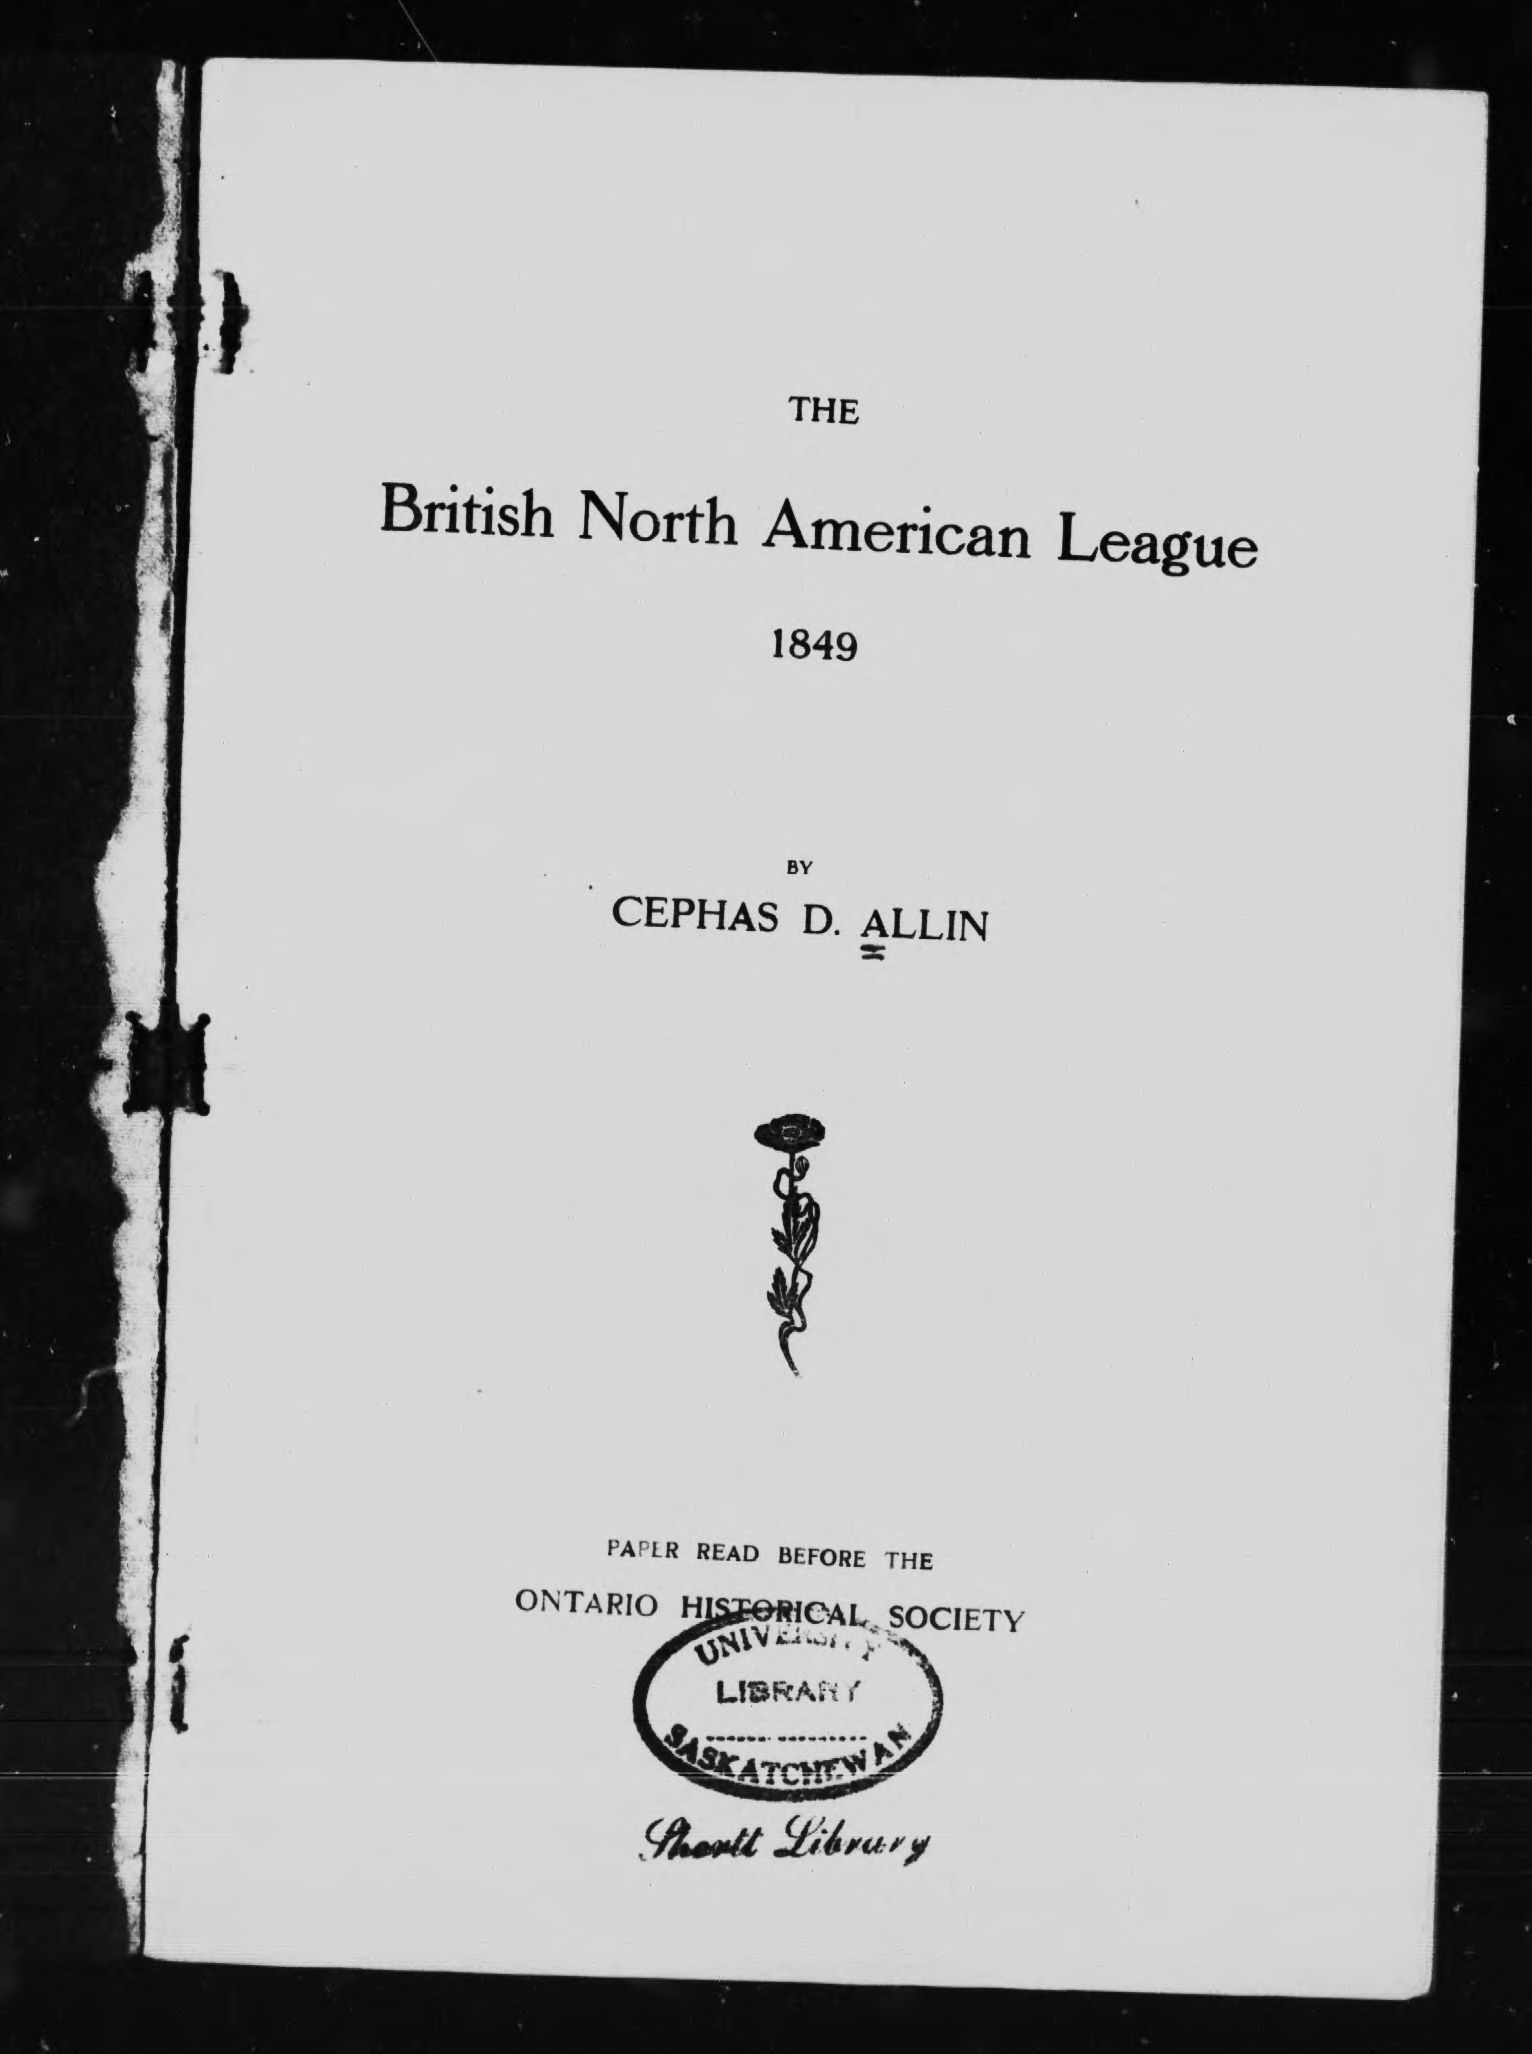 THE
British North American League
1849
BY
CEPHAS D. ALLIN
PAPER READ BEFORE THE
ONTARIO HISTORICAL SOCIETY
UNIVERSITY
LIBRARY
SASKATCHEWAN
Shortt Library